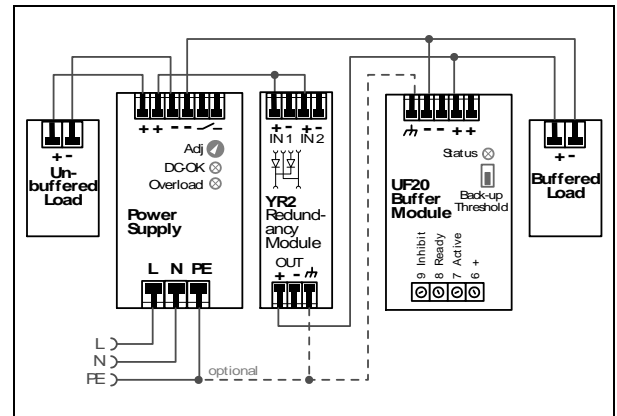 + -
Un-
buffered
Load
+ + - -
Adj
DC-OK
Overload
Power
Supply
L N PE
+ - + -
IN 1 IN 2
YR2
Redund-
ancy
Module
OUT
+ -
- - + +
Status
UF20
Buffer
Module
Back-up
Threshold
9 Inhibit
8 Ready
7 Active
6 +
+ -
Buffered
Load
L
N
PE
optional